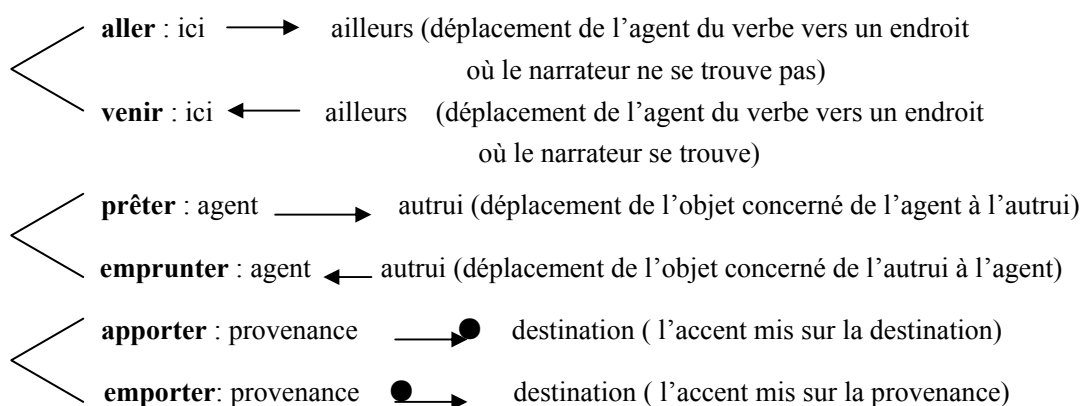 aller : ici ailleurs (déplacement de l’agent du verbe vers un endroit
où le narrateur ne se trouve pas)
venir : ici ailleurs (déplacement de l’agent du verbe vers un endroit
où le narrateur se trouve)
prêter : agent autrui (déplacement de l’objet concerné de l’agent à l’autrui)
emprunter : agent autrui (déplacement de l’objet concerné de l’autrui à l’agent)
apporter : provenance destination ( l’accent mis sur la destination)
emporter: provenance destination ( l’accent mis sur la provenance)